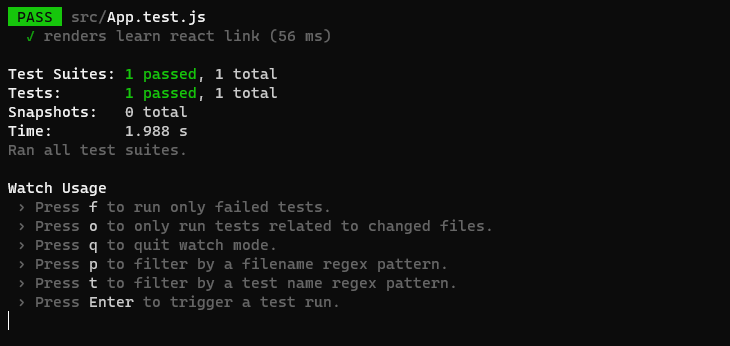 PASS src/App.test.js
✓ renders learn react link (56 ms)
Test Suites: 1 passed, 1 total
Tests: 1 passed, 1 total
Snapshots: 0 total
Time: 1.988 s
Ran all test suites.
Watch Usage
› Press f to run only failed tests.
› Press o to only run tests related to changed files.
› Press q to quit watch mode.
› Press p to filter by a filename regex pattern.
› Press t to filter by a test name regex pattern.
› Press Enter to trigger a test run.